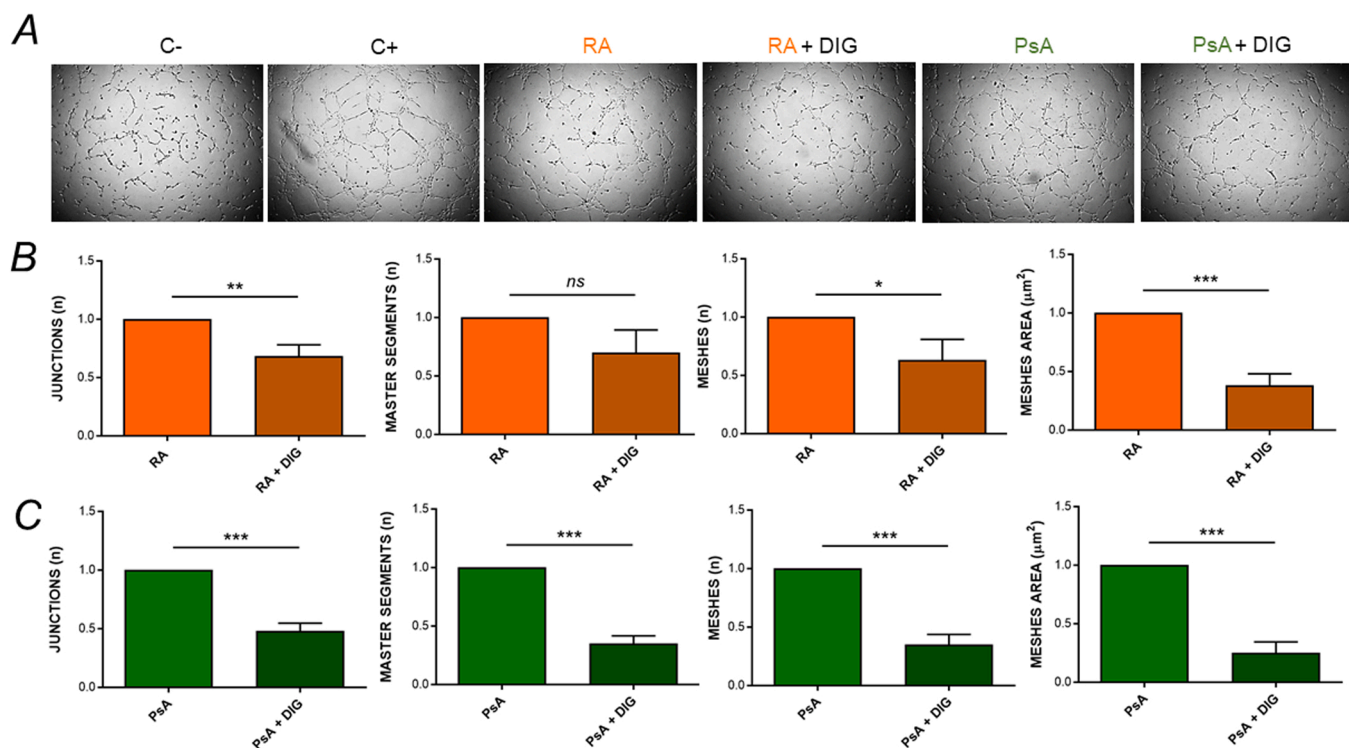 A
C-
C+
RA
RA + DIG
PsA
PsA + DIG
B
JUNCTIONS (n)
1.5
1.0
0.5
0.0
**
RA
RA + DIG
MASTER SEGMENTS (n)
1.5
1.0
0.5
0.0
ns
RA
RA + DIG
MESHES (n)
1.5
1.0
0.5
0.0
*
RA
RA + DIG
MESHES AREA (μm²)
1.5
1.0
0.5
0.0
***
RA
RA + DIG
C
JUNCTIONS (n)
1.5
1.0
0.5
0.0
***
PsA
PsA + DIG
MASTER SEGMENTS (n)
1.5
1.0
0.5
0.0
***
PsA
PsA + DIG
MESHES (n)
1.5
1.0
0.5
0.0
***
PsA
PsA + DIG
MESHES AREA (μm²)
1.5
1.0
0.5
0.0
***
PsA
PsA + DIG